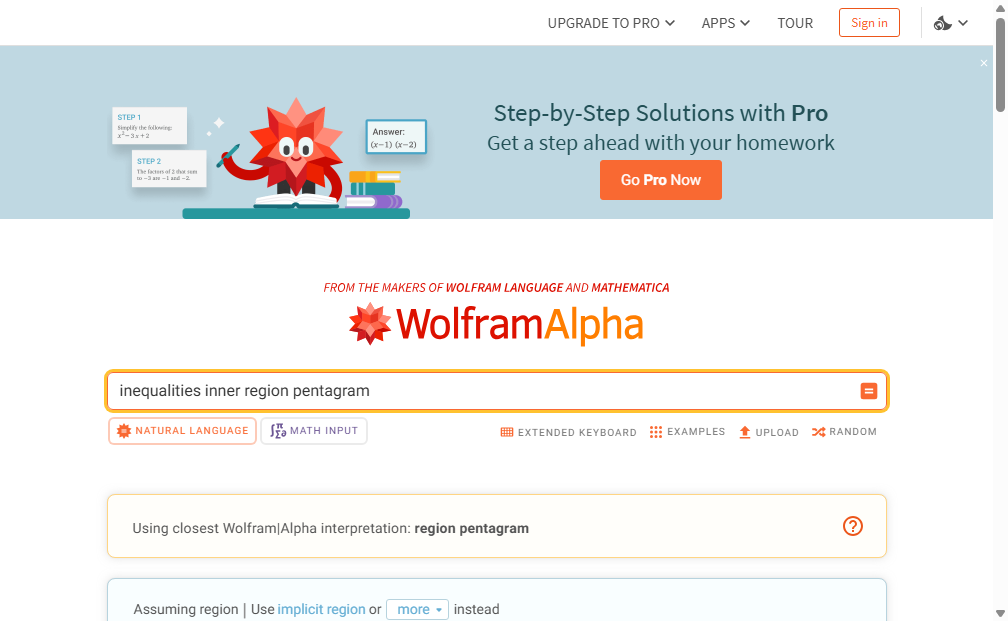 UPGRADE TO PRO APPS TOUR Sign in
STEP 1
Simplify the following:
x² − 3 x + 2
STEP 2
The factors of 2 that sum
to −3 are −1 and −2.
Answer:
(x−1) (x−2)
Step-by-Step Solutions with Pro
Get a step ahead with your homework
Go Pro Now
FROM THE MAKERS OF WOLFRAM LANGUAGE AND MATHEMATICA
WolframAlpha
inequalities inner region pentagram
NATURAL LANGUAGE MATH INPUT EXTENDED KEYBOARD EXAMPLES UPLOAD RANDOM
Using closest Wolfram|Alpha interpretation: region pentagram
Assuming region | Use implicit region or more instead